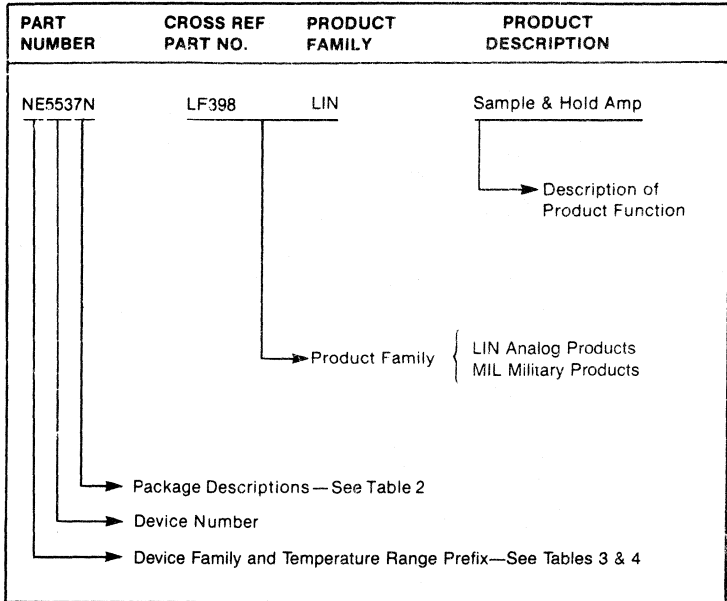 PART NUMBER CROSS REF PART NO. PRODUCT FAMILY PRODUCT DESCRIPTION
NE5537N LF398 LIN Sample & Hold Amp
Description of
Product Function
Product Family { LIN Analog Products
MIL Military Products
Package Descriptions—See Table 2
Device Number
Device Family and Temperature Range Prefix—See Tables 3 & 4